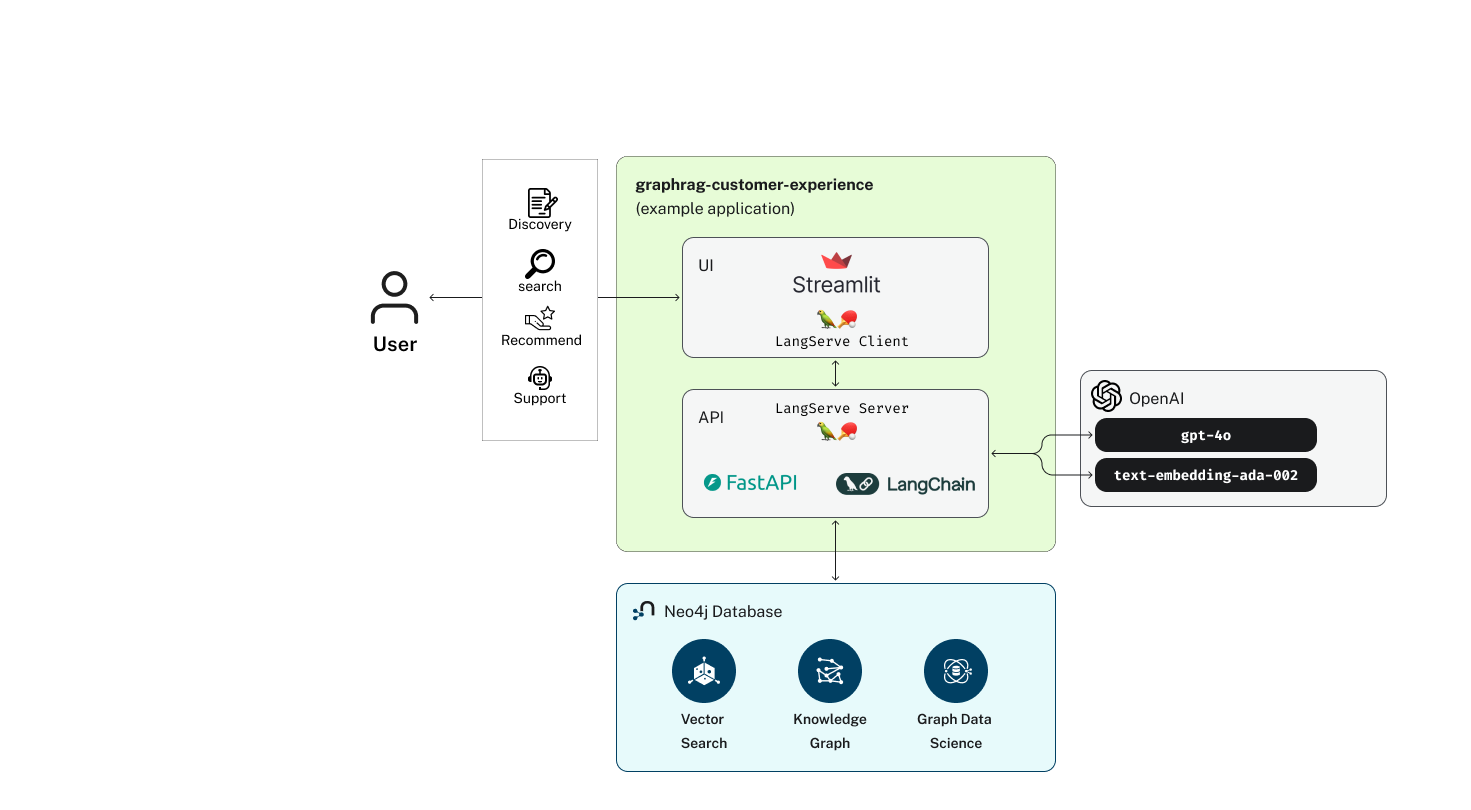 graphrag-customer-experience
(example application)
Discovery
search
Recommend
Support
User
UI
Streamlit
LangServe Client
API
LangServe Server
FastAPI
LangChain
OpenAI
gpt-4o
text-embedding-ada-002
Neo4j Database
Vector
Search
Knowledge
Graph
Graph Data
Science